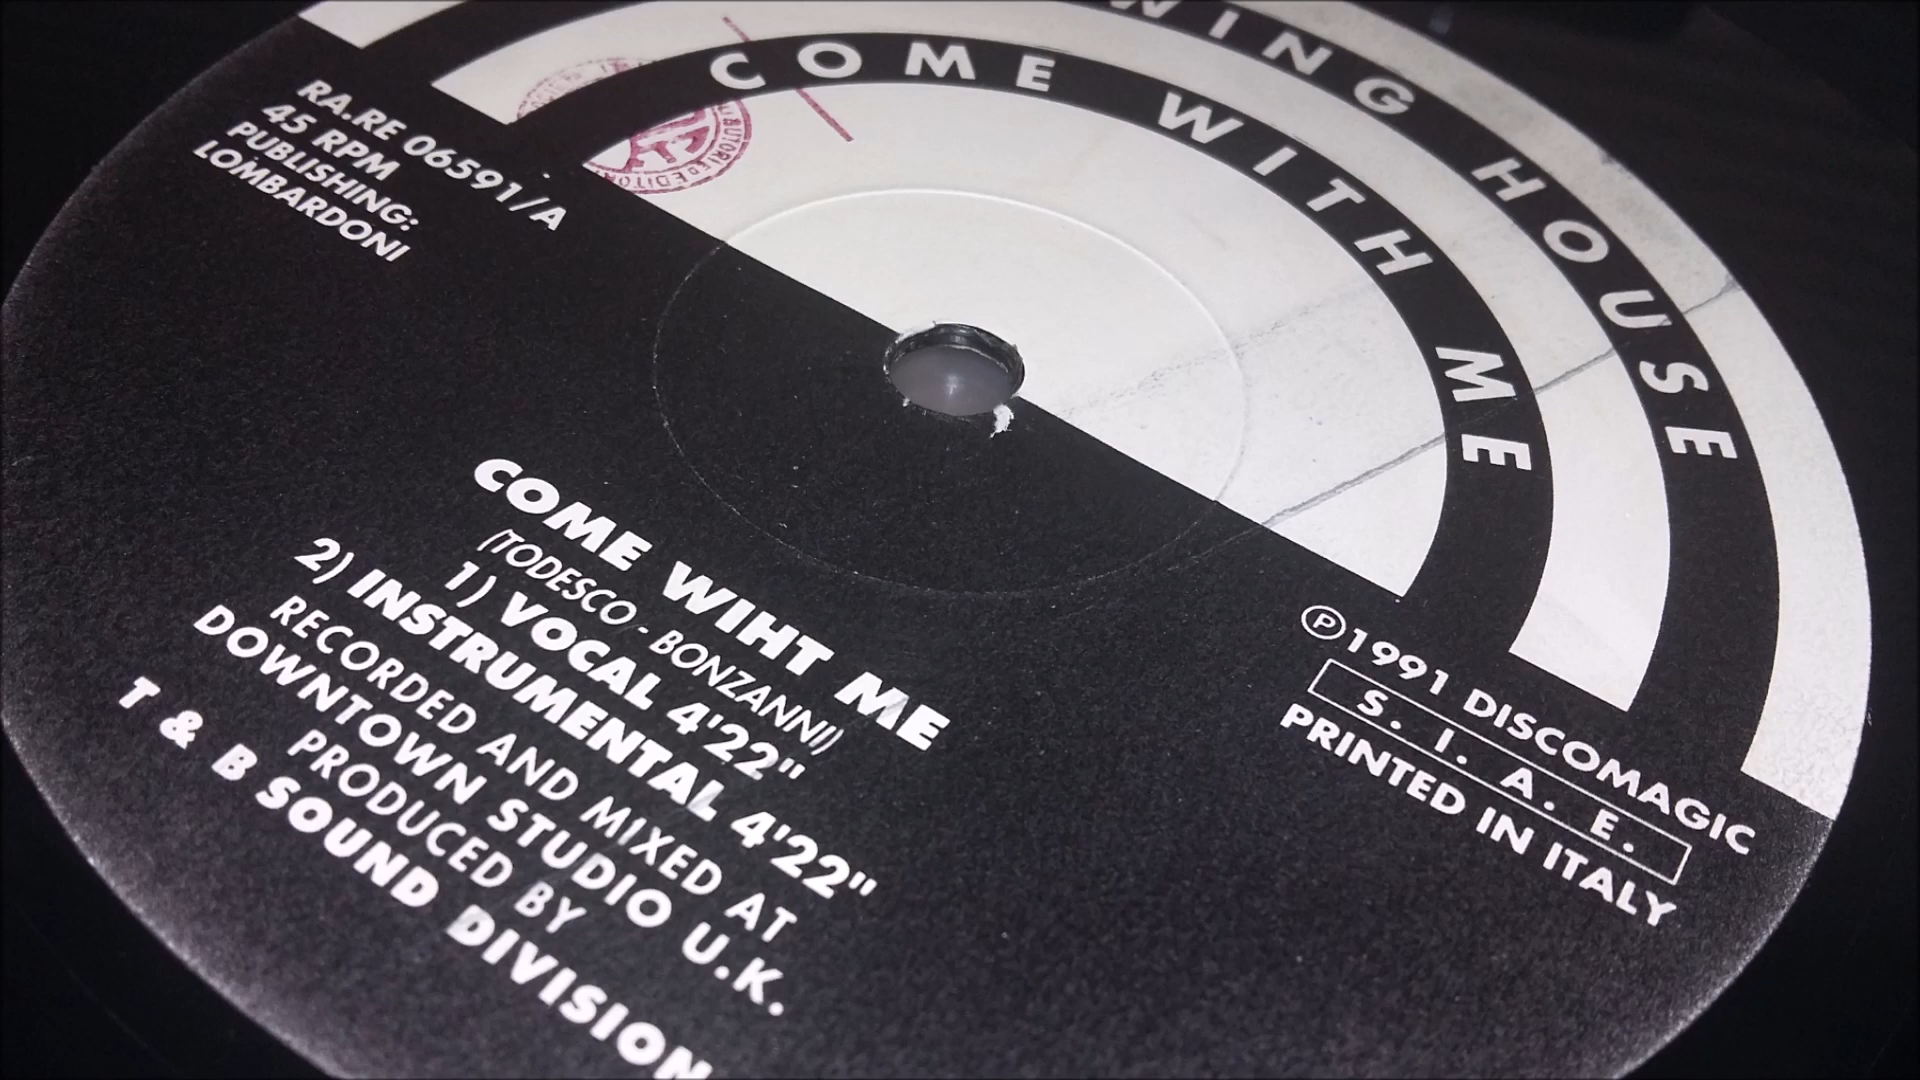 HOUSE
COME WITH ME
RA.RE 06591/A
45 RPM
PUBLISHING:
LOMBARDONI
COME WIHT ME
(TODESCO - BONZANNI)
1) VOCAL 4'22"
2) INSTRUMENTAL 4'22"
RECORDED AND MIXED AT
DOWNTOWN STUDIO U.K.
PRODUCED BY
T & B SOUND DIVISION
℗1991 DISCOMAGIC
S. I. A. E.
PRINTED IN ITALY